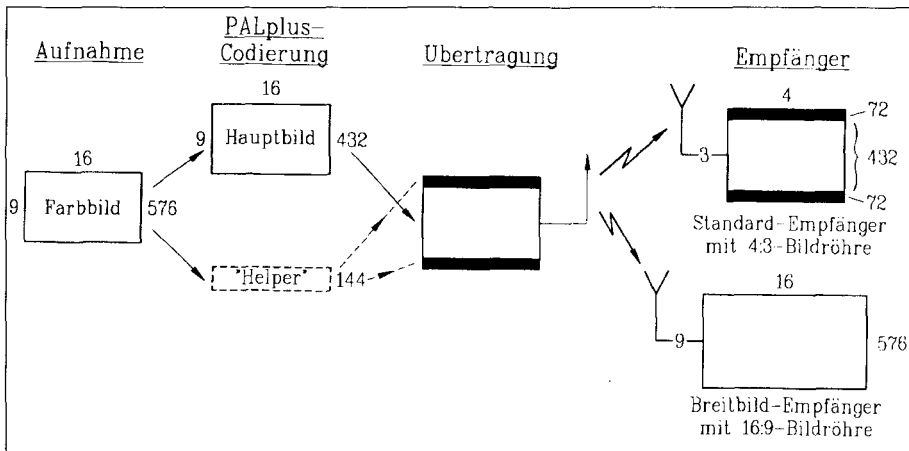 Aufnahme
PALplus-
Codierung
Ubertragung
Empfänger
16
9
Hauptbild
432
16
9
Farbbild
576
"Helper"
144
4
3
72
432
72
Standard-Empfänger
mit 4:3-Bildröhre
16
9
576
Breitbild-Empfänger
mit 16:9-Bildröhre